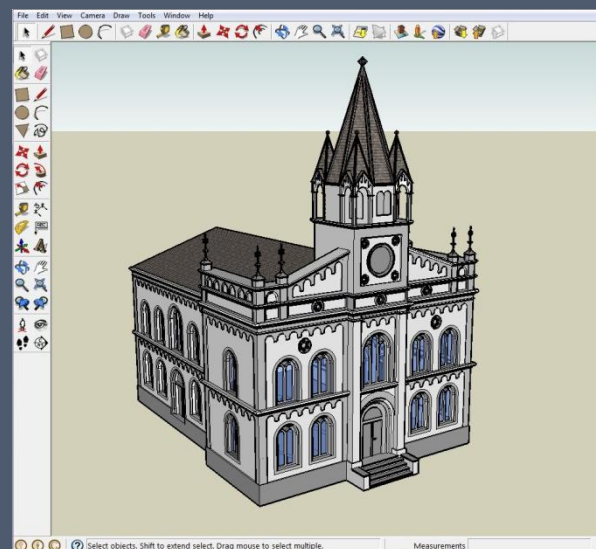 File Edit View Camera Draw Tools Window Help
Select objects. Shift to extend select. Drag mouse to select multiple. Measurements